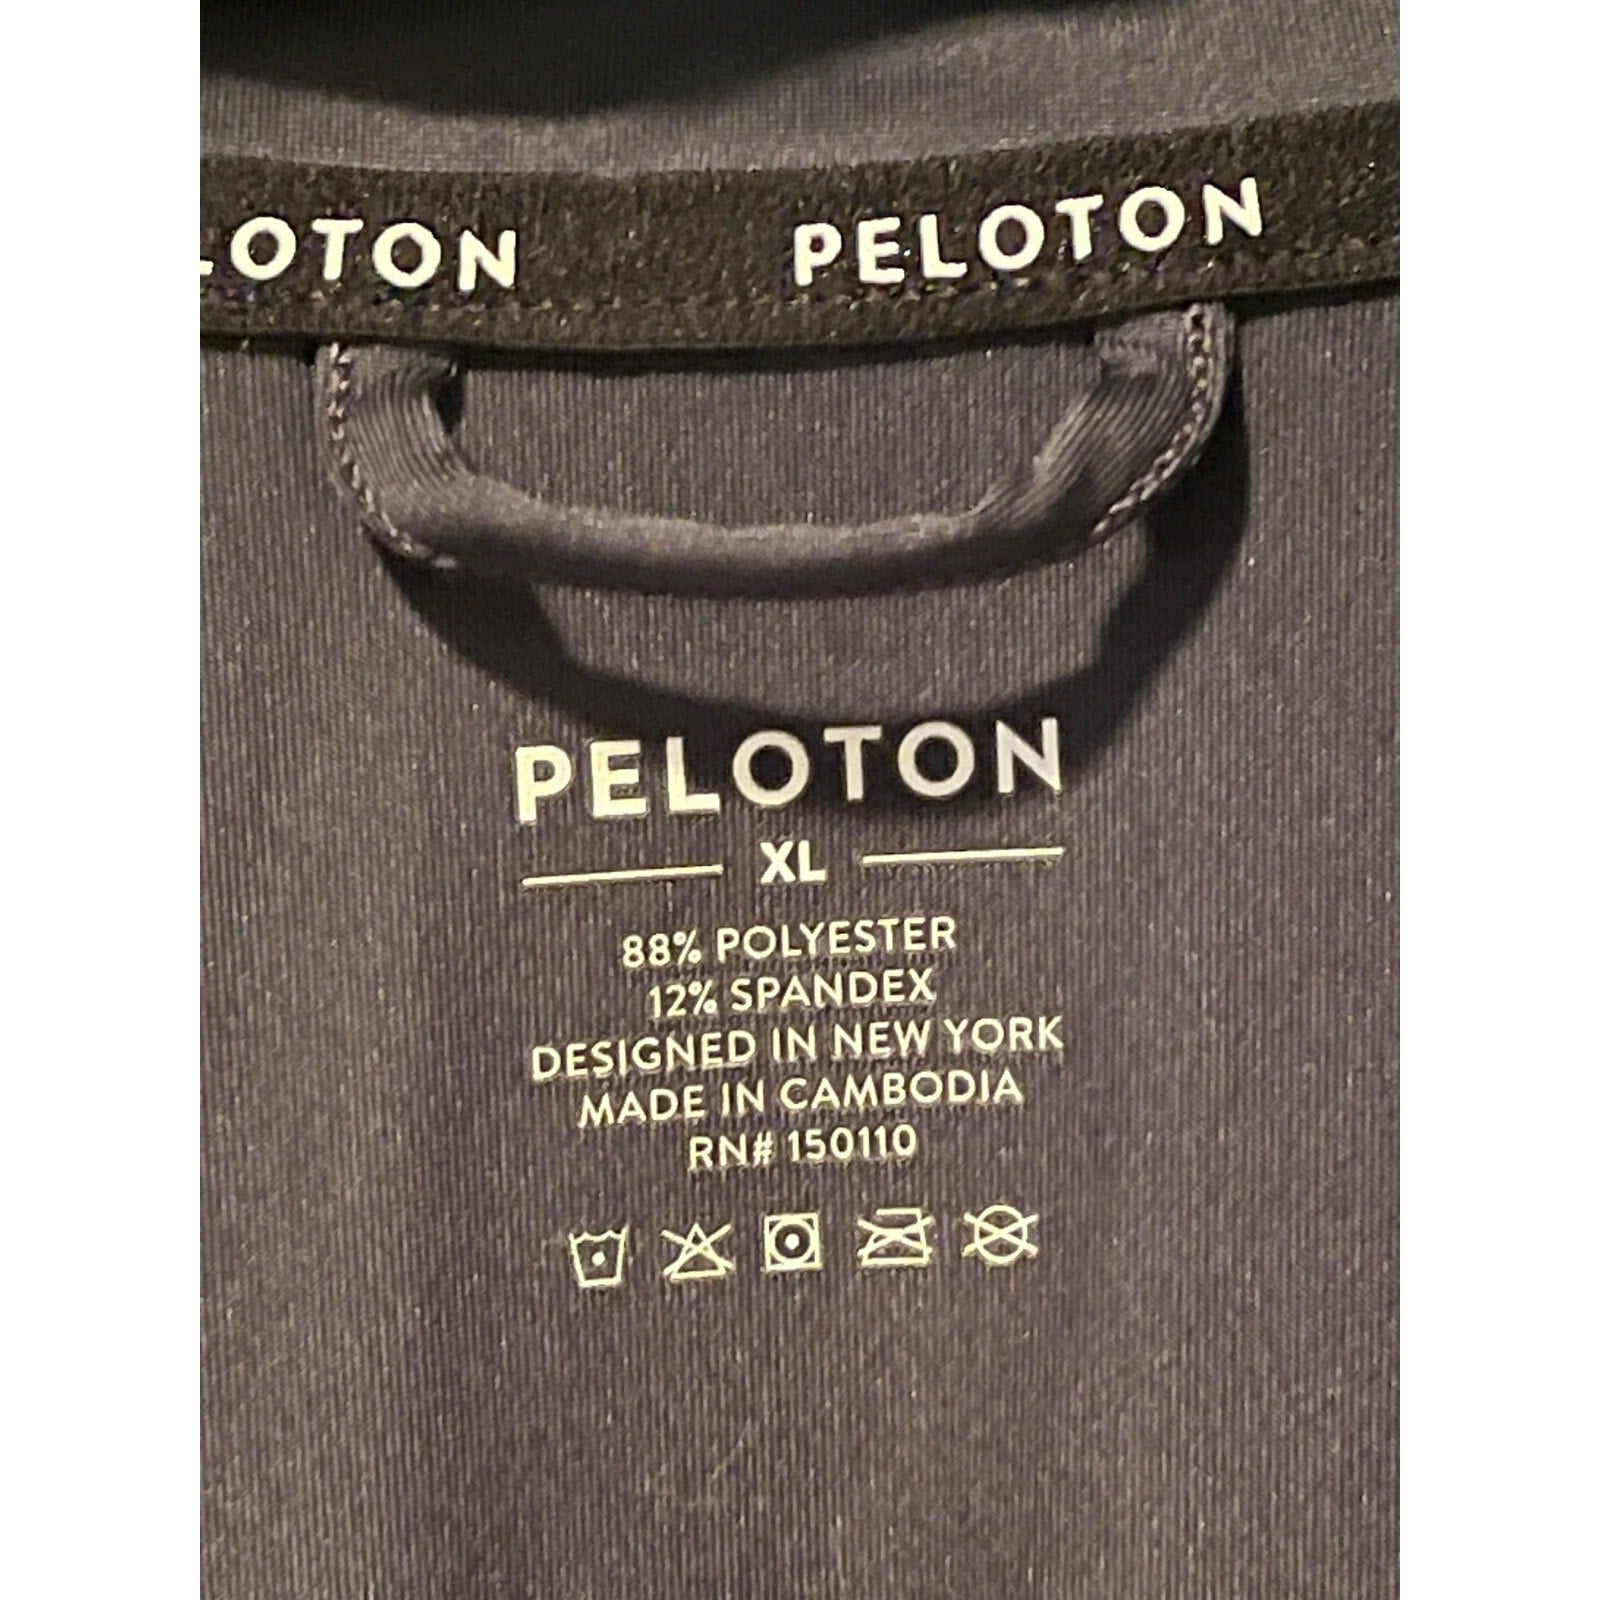 LOTON PELOTON
PELOTON
XL
88% POLYESTER
12% SPANDEX
DESIGNED IN NEW YORK
MADE IN CAMBODIA
RN# 150110